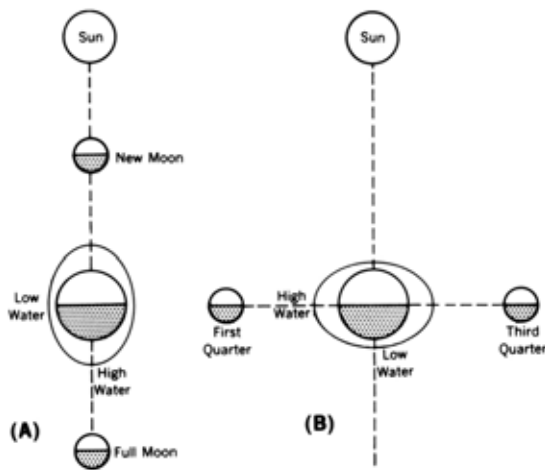 Sun
New Moon
Low
Water
High
Water
(A)
Full Moon
Sun
High
Water
First
Quarter
Third
Quarter
Low
Water
(B)